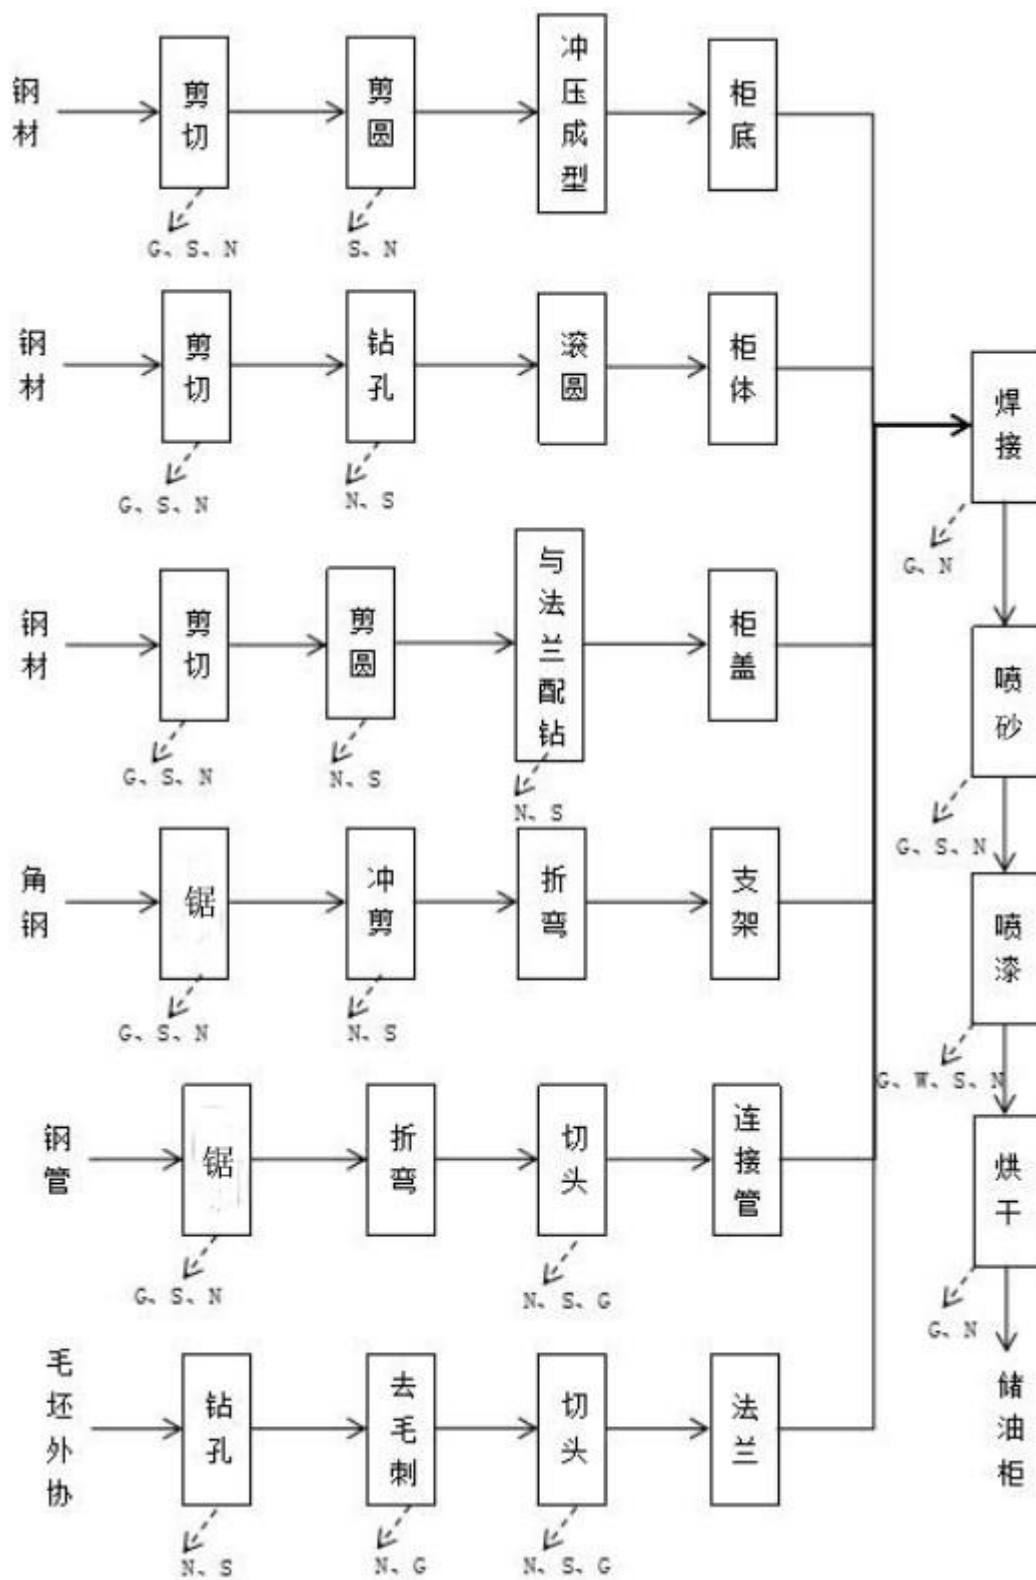 钢材
剪切
剪圆
冲压成型
柜底
G、S、N
S、N
钢材
剪切
钻孔
滚圆
柜体
G、S、N
N、S
钢材
剪切
剪圆
与法兰配钻
柜盖
G、S、N
N、S
N、S
角钢
锯
冲剪
折弯
支架
G、S、N
N、S
钢管
锯
折弯
切头
连接管
G、S、N
N、S、G
毛坯外协
钻孔
去毛刺
切头
法兰
N、S
N、G
N、S、G
焊接
G、N
喷砂
G、S、N
喷漆
G、W、S、N
烘干
G、N
储油柜